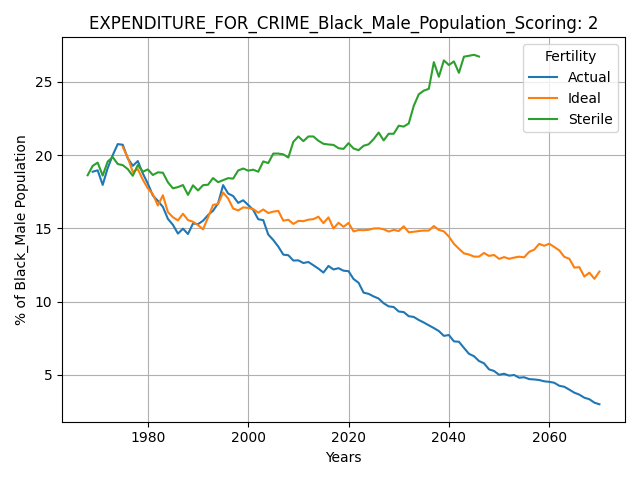 EXPENDITURE_FOR_CRIME_Black_Male_Population_Scoring: 2
Fertility
Actual
Ideal
Sterile
% of Black_Male Population
25
20
15
10
5
1980 2000 2020 2040 2060
Years